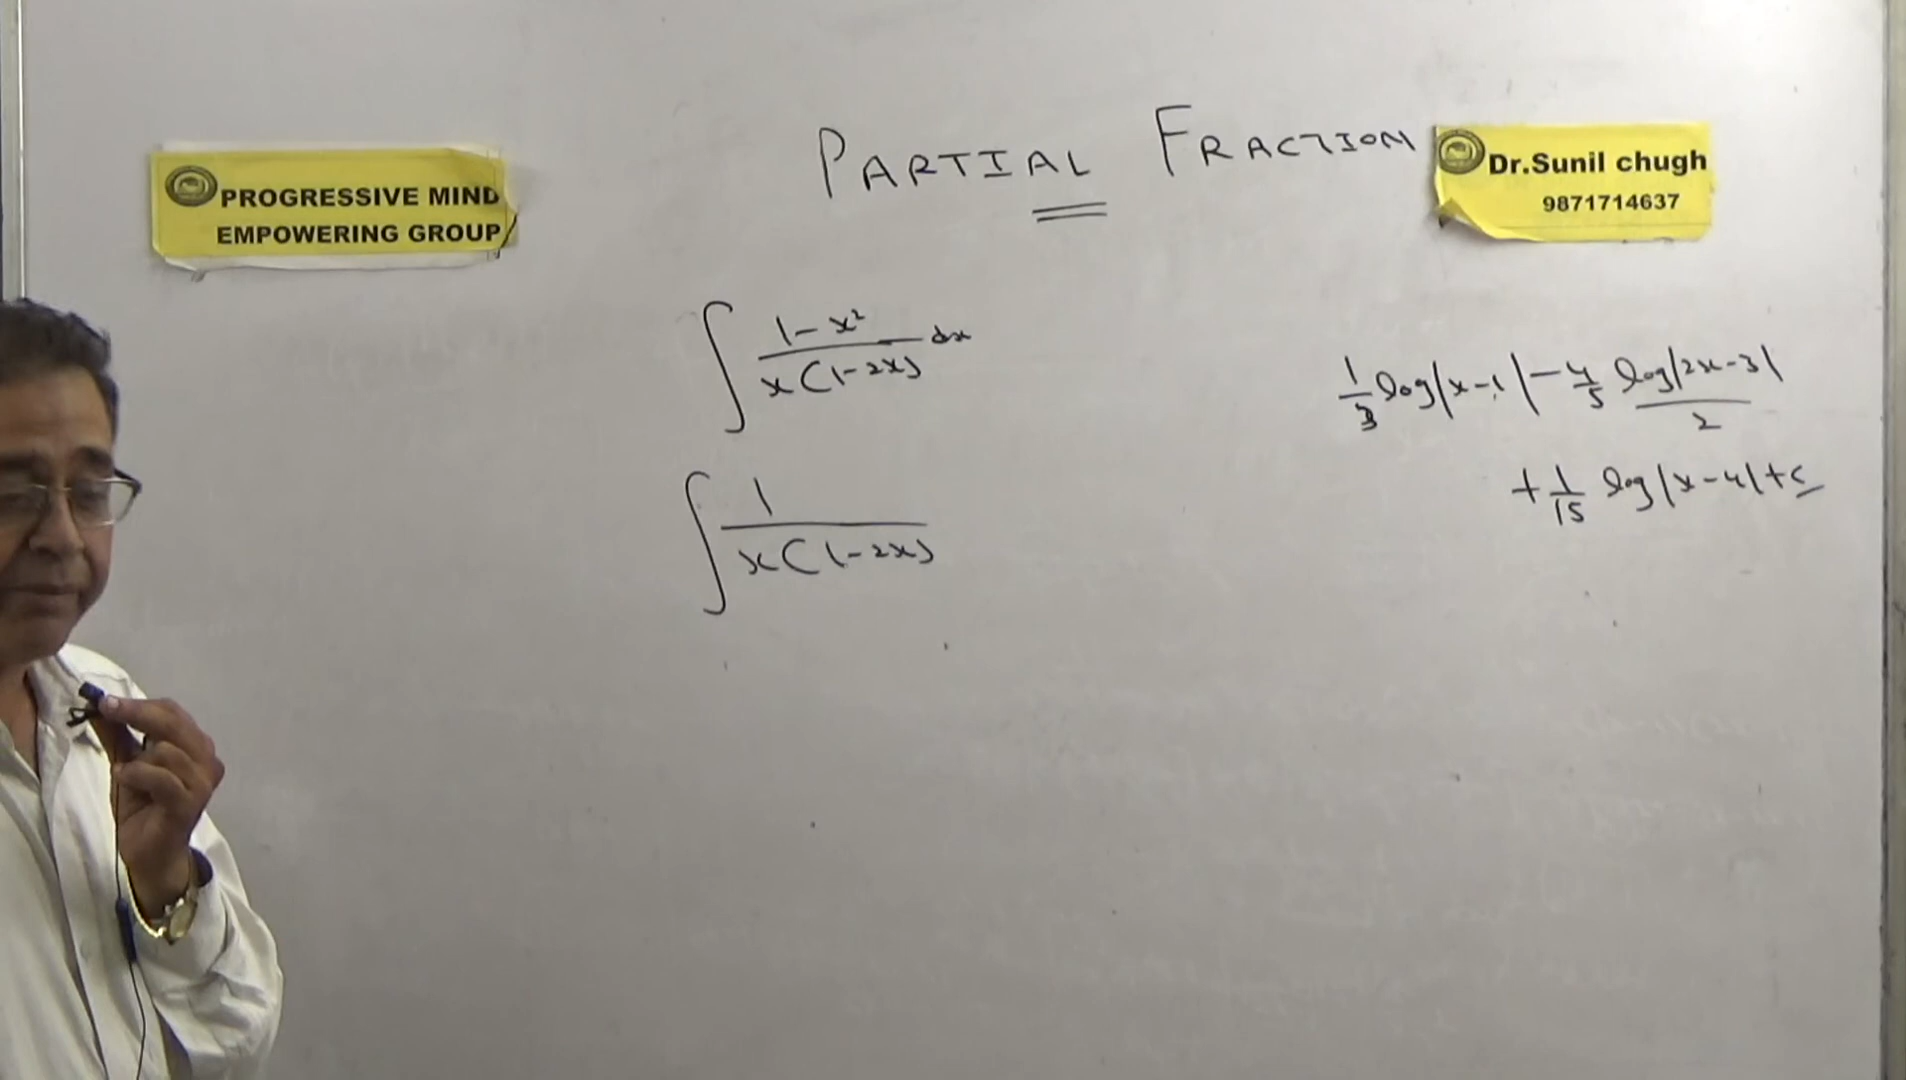 PARTIAL FRACTION
PROGRESSIVE MIND
EMPOWERING GROUP
Dr.Sunil chugh
9871714637
∫ (1-x²)/(x(1-2x)) dx
∫ 1/(x(1-2x))
1/3 log|x-1| - 4/5 log|2x-3|/2
+ 1/15 log|x-4| + c